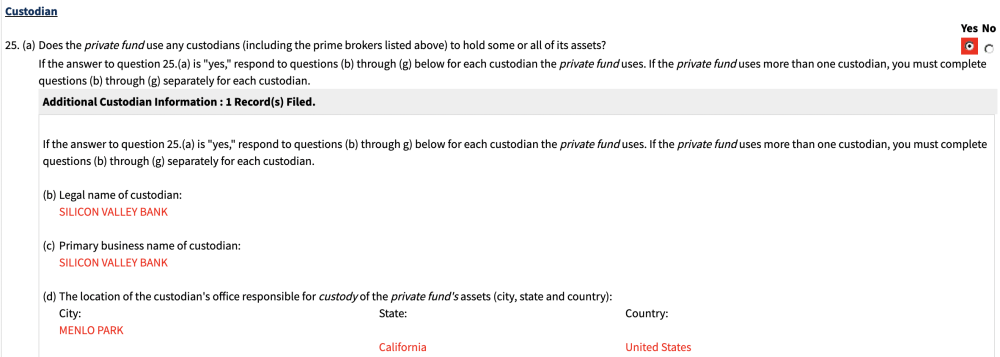 Custodian
Yes No
25. (a) Does the private fund use any custodians (including the prime brokers listed above) to hold some or all of its assets?
If the answer to question 25.(a) is "yes," respond to questions (b) through (g) below for each custodian the private fund uses. If the private fund uses more than one custodian, you must complete
questions (b) through (g) separately for each custodian.
Additional Custodian Information : 1 Record(s) Filed.
If the answer to question 25.(a) is "yes," respond to questions (b) through g) below for each custodian the private fund uses. If the private fund uses more than one custodian, you must complete
questions (b) through (g) separately for each custodian.
(b) Legal name of custodian:
SILICON VALLEY BANK
(c) Primary business name of custodian:
SILICON VALLEY BANK
(d) The location of the custodian's office responsible for custody of the private fund's assets (city, state and country):
City: State: Country:
MENLO PARK
California United States